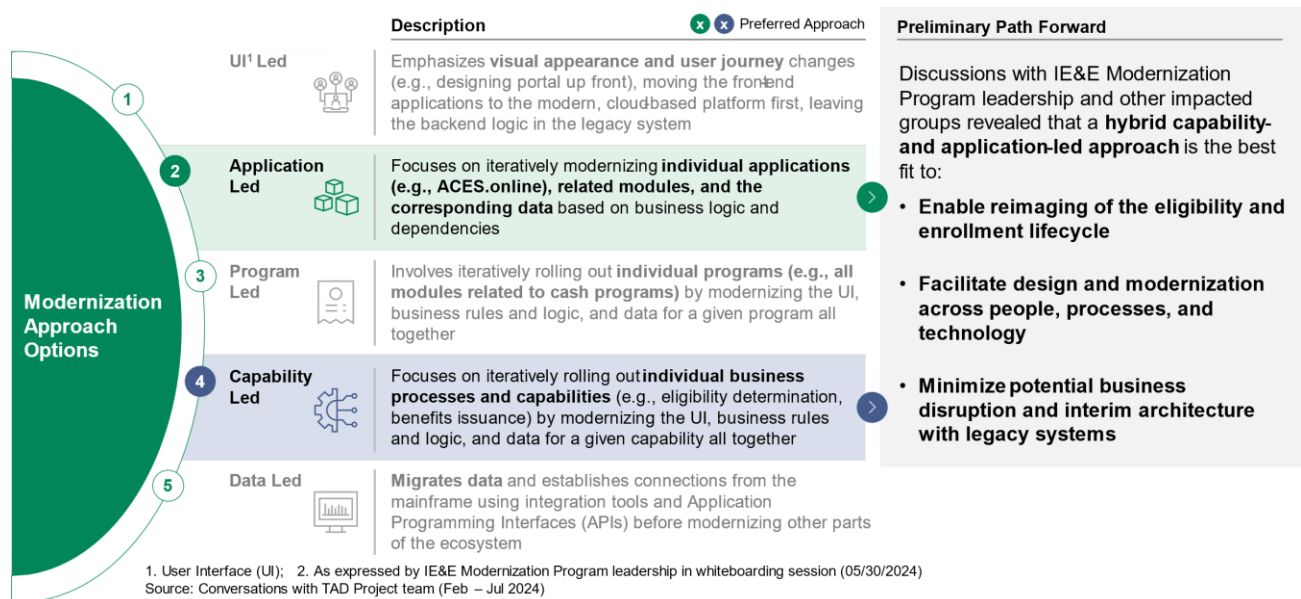 Description
x x Preferred Approach
Modernization
Approach
Options
1
UI1 Led
Emphasizes visual appearance and user journey changes
(e.g., designing portal up front), moving the front-end
applications to the modern, cloud-based platform first, leaving
the backend logic in the legacy system
2
Application
Led
Focuses on iteratively modernizing individual applications
(e.g., ACES.online), related modules, and the
corresponding data based on business logic and
dependencies
3
Program
Led
Involves iteratively rolling out individual programs (e.g., all
modules related to cash programs) by modernizing the UI,
business rules and logic, and data for a given program all
together
4
Capability
Led
Focuses on iteratively rolling out individual business
processes and capabilities (e.g., eligibility determination,
benefits issuance) by modernizing the UI, business rules
and logic, and data for a given capability all together
5
Data Led
Migrates data and establishes connections from the
mainframe using integration tools and Application
Programming Interfaces (APIs) before modernizing other parts
of the ecosystem
Preliminary Path Forward
Discussions with IE&E Modernization
Program leadership and other impacted
groups revealed that a hybrid capability-
and application-led approach is the best
fit to:
• Enable reimaging of the eligibility and
enrollment lifecycle
• Facilitate design and modernization
across people, processes, and
technology
• Minimize potential business
disruption and interim architecture
with legacy systems
1. User Interface (UI); 2. As expressed by IE&E Modernization Program leadership in whiteboarding session (05/30/2024)
Source: Conversations with TAD Project team (Feb – Jul 2024)